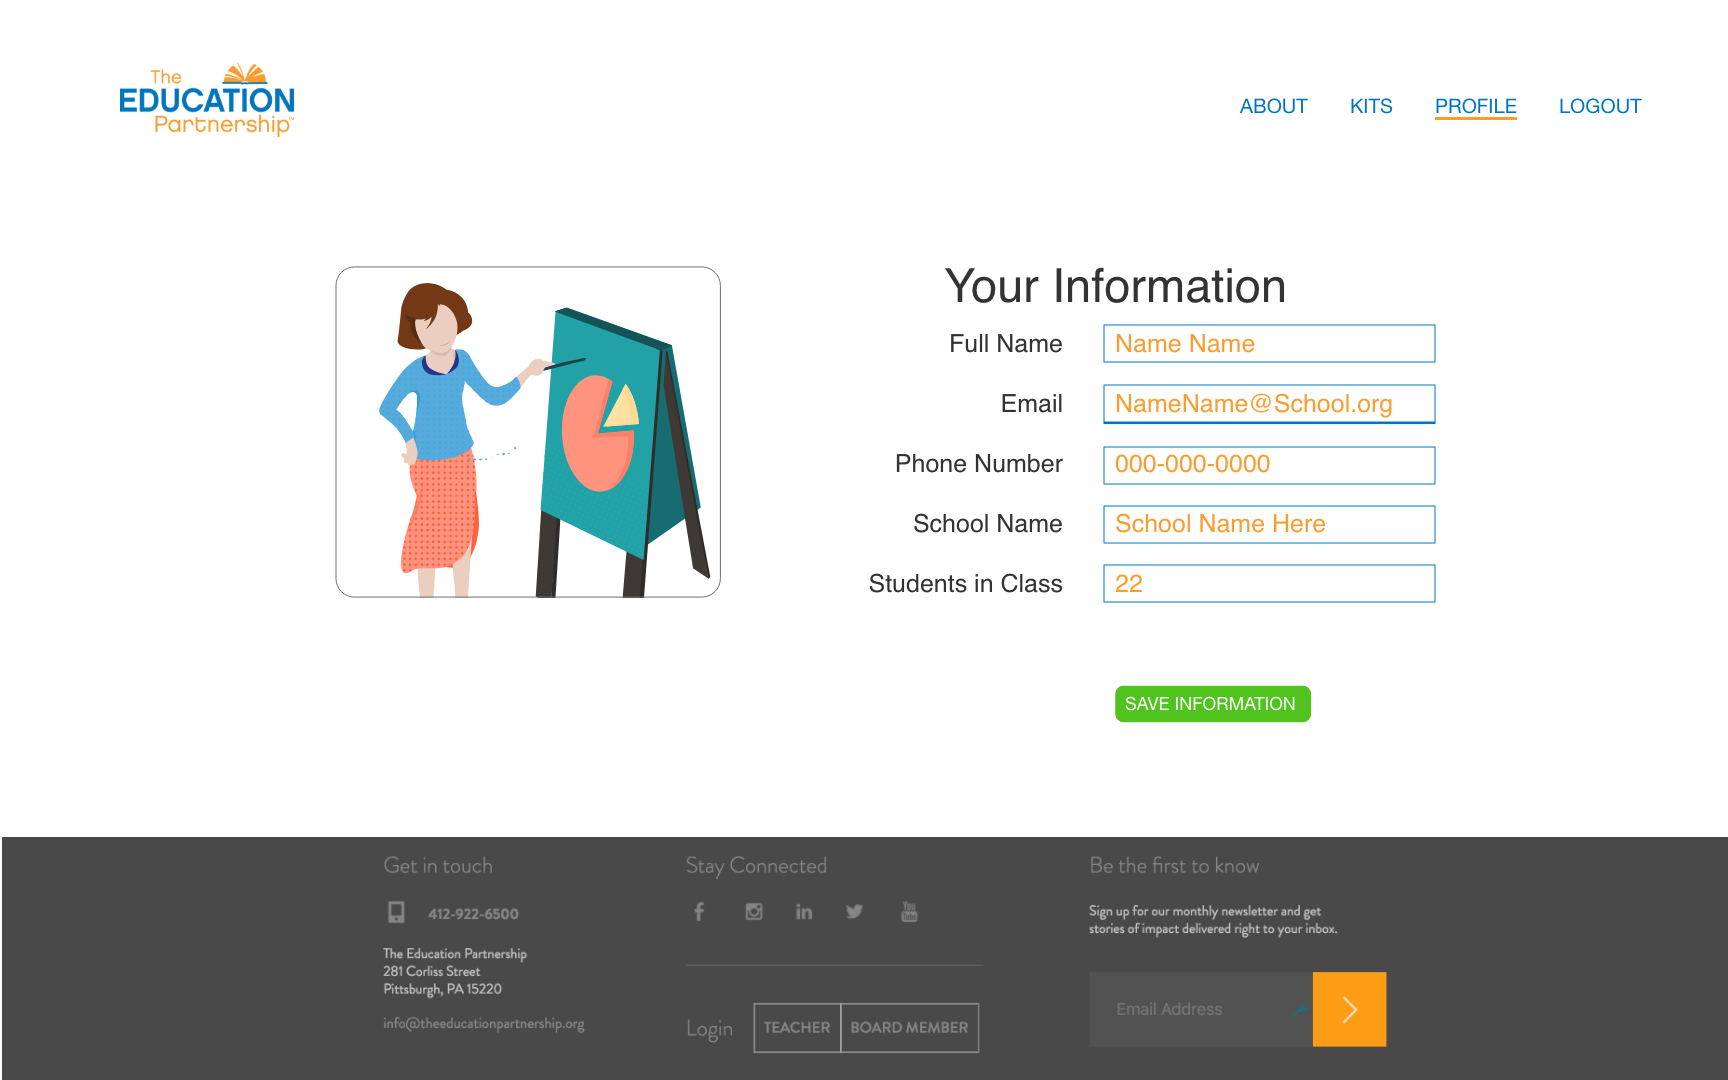 The
EDUCATION
Partnership™
ABOUT KITS PROFILE LOGOUT
Your Information
Full Name Name Name
Email NameName@School.org
Phone Number 000-000-0000
School Name School Name Here
Students in Class 22
SAVE INFORMATION
Get in touch
412-922-6500
The Education Partnership
281 Corliss Street
Pittsburgh, PA 15220
info@theeducationpartnership.org
Stay Connected
You
Tube
Login TEACHER BOARD MEMBER
Be the first to know
Sign up for our monthly newsletter and get
stories of impact delivered right to your inbox.
Email Address